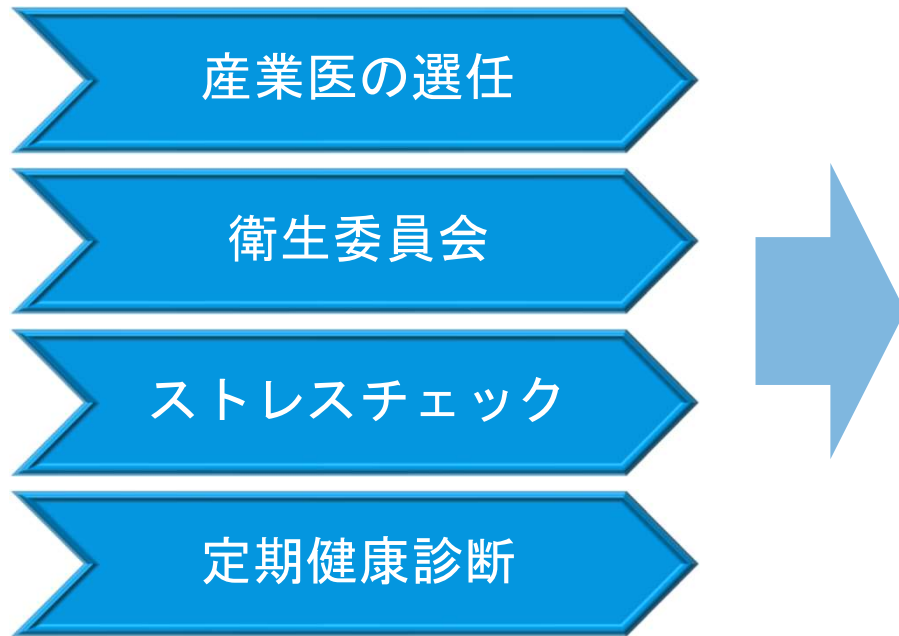 産業医の選任
衛生委員会
ストレスチェック
定期健康診断